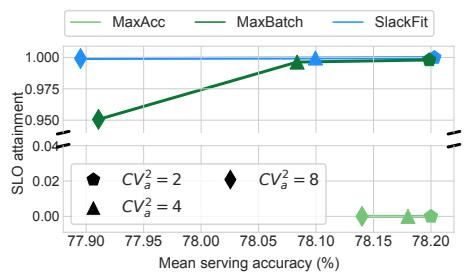 MaxAcc MaxBatch SlackFit
1.000
0.975
0.950
0.04
0.02
0.00
SLO attainment
CV²ₐ = 2 CV²ₐ = 8
CV²ₐ = 4
77.90 77.95 78.00 78.05 78.10 78.15 78.20
Mean serving accuracy (%)